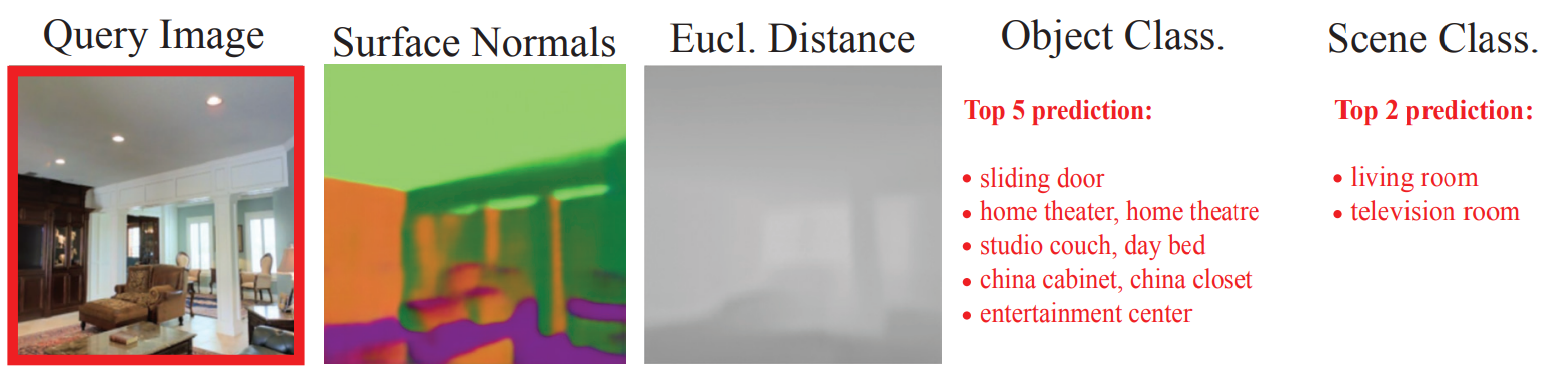 Query Image
Surface Normals
Eucl. Distance
Object Class.
Scene Class.
Top 5 prediction:
• sliding door
• home theater, home theatre
• studio couch, day bed
• china cabinet, china closet
• entertainment center
Top 2 prediction:
• living room
• television room